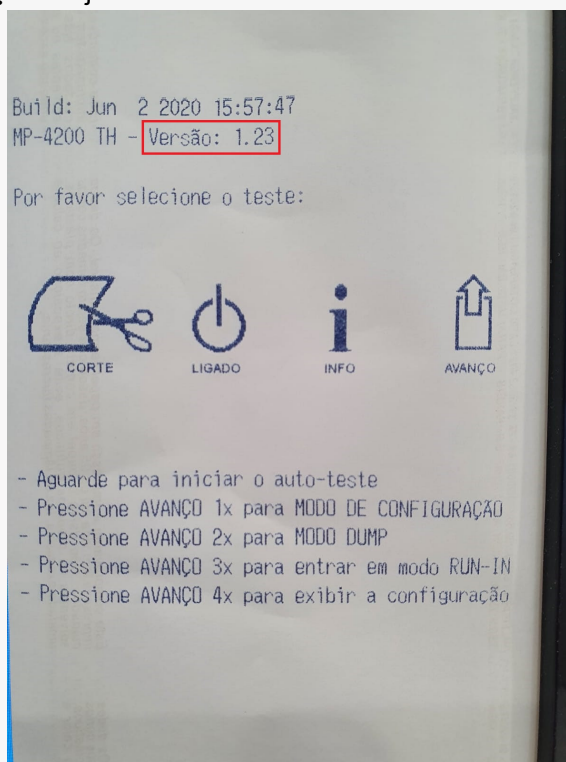 Build: Jun 2 2020 15:57:47
MP-4200 TH - Versão: 1.23
Por favor selecione o teste:
CORTE LIGADO INFO AVANÇO
- Aguarde para iniciar o auto-teste
- Pressione AVANÇO 1x para MODO DE CONFIGURAÇÃO
- Pressione AVANÇO 2x para MODO DUMP
- Pressione AVANÇO 3x para entrar em modo RUN-IN
- Pressione AVANÇO 4x para exibir a configuração